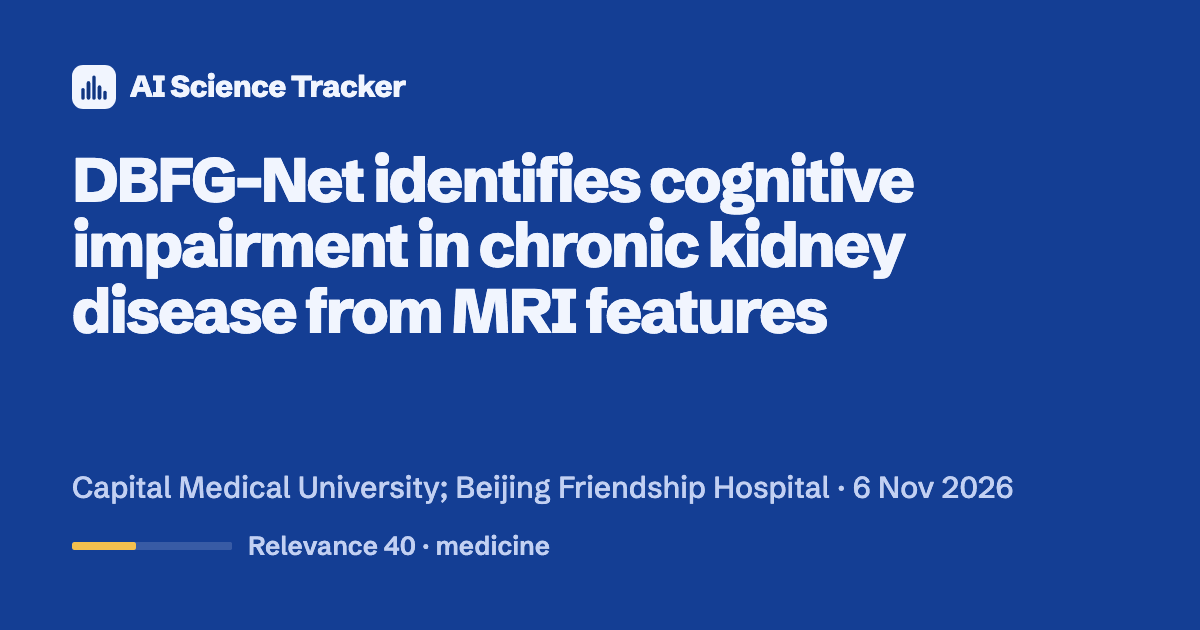 AI Science Tracker
DBFG-Net identifies cognitive
impairment in chronic kidney
disease from MRI features
Capital Medical University; Beijing Friendship Hospital · 6 Nov 2026
Relevance 40 · medicine